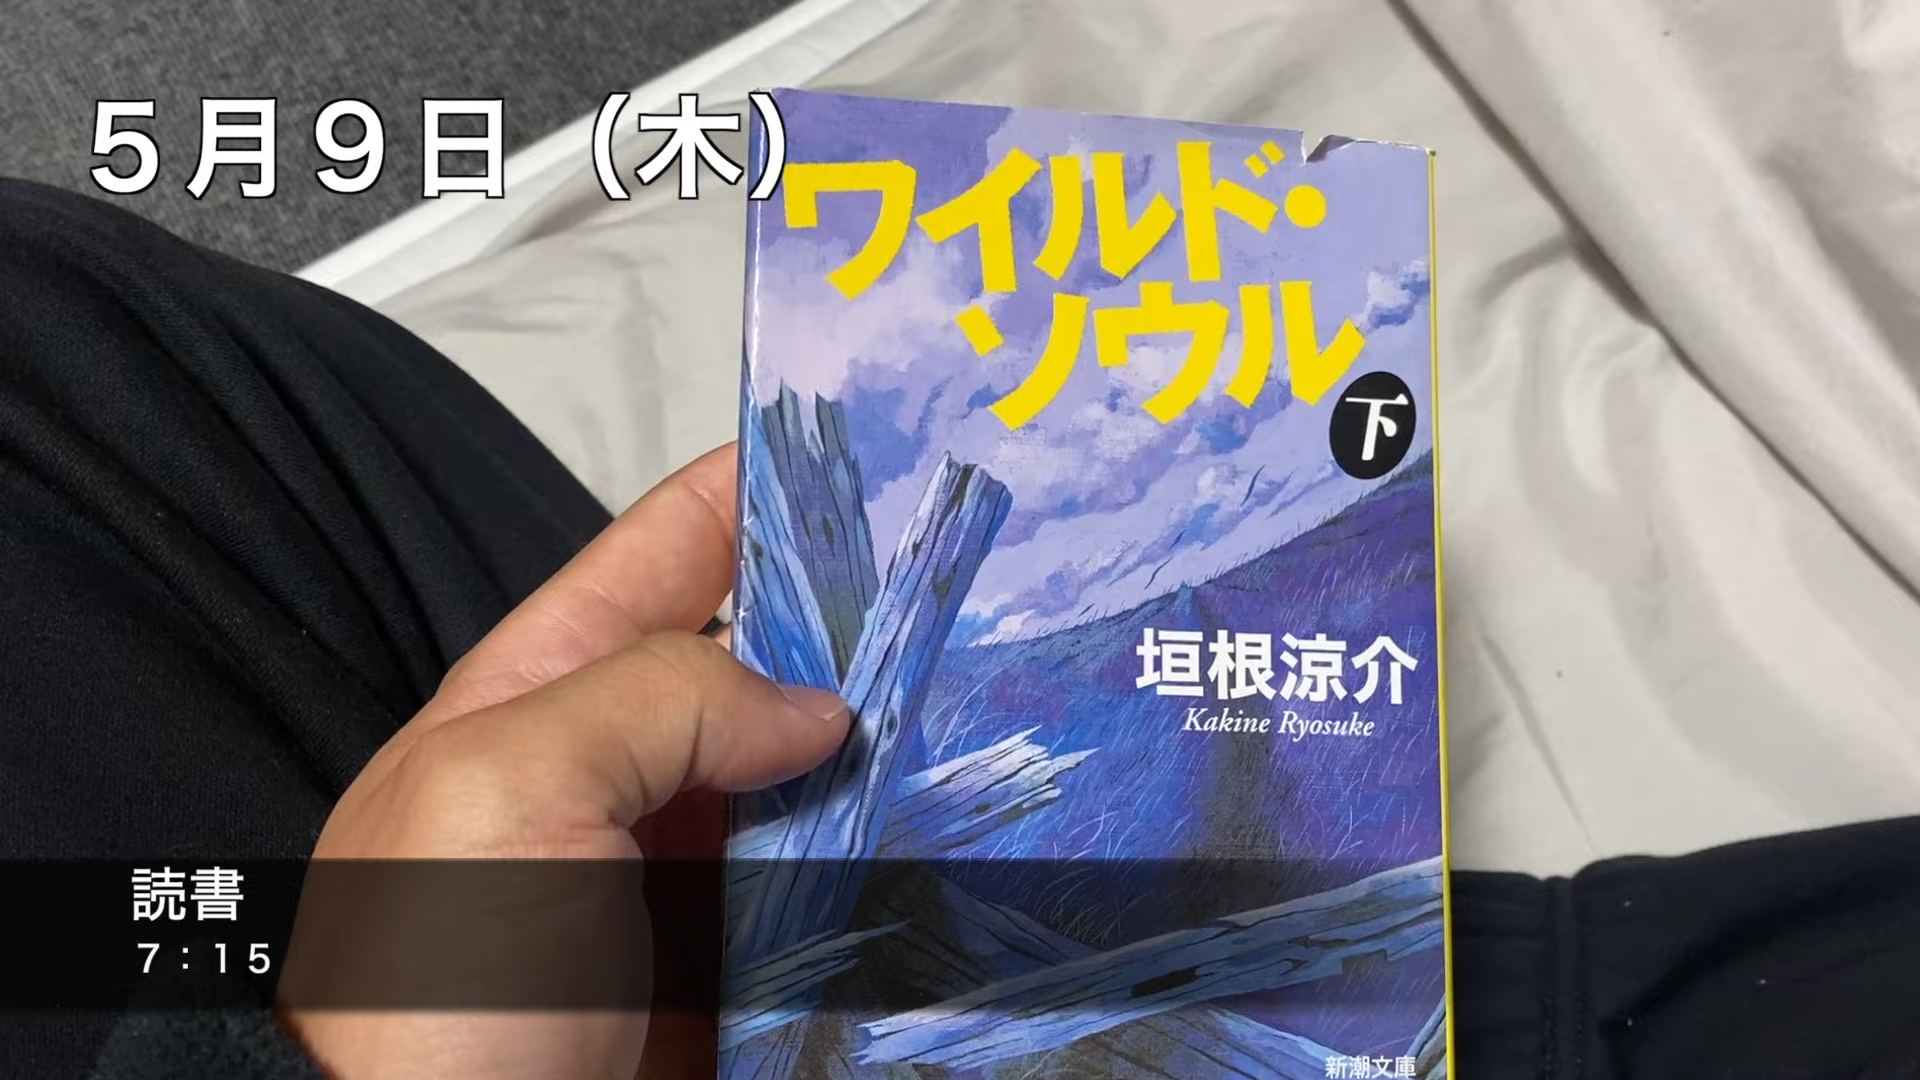 ５月９日（木）
ワイルド・
ソウル
下
垣根涼介
Kakine Ryosuke
読書
７：１５
新潮文庫